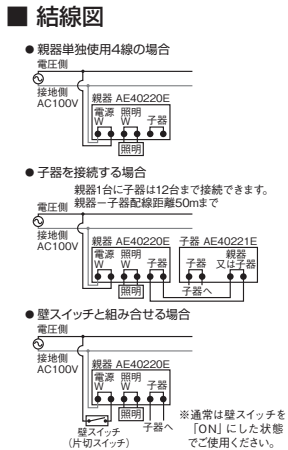 ■ 結線図
● 親器単独使用4線の場合
電圧側
接地側
AC100V
親器 AE40220E
電源 照明 子器
W W
照明
● 子器を接続する場合
親器1台に子器は12台まで接続できます。
親器－子器配線距離50mまで
電圧側
接地側
AC100V
親器 AE40220E 子器 AE40221E
電源 照明 子器
W W
子器 親器
又は子器
照明
子器へ
● 壁スイッチと組み合せる場合
電圧側
接地側
AC100V
親器 AE40220E
電源 照明 子器
W W
照明
子器へ
壁スイッチ
(片切スイッチ)
※通常は壁スイッチを
「ON」にした状態
でご使用ください。